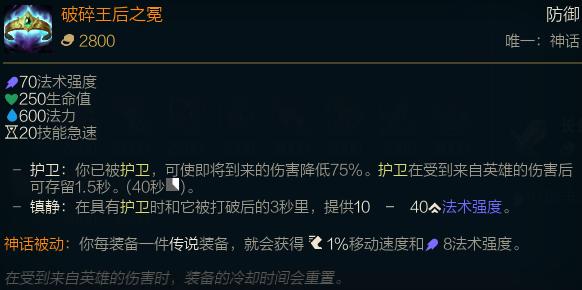 破碎王后之冕
防御
2800
唯一：神话
70法术强度
250生命值
600法力
20技能急速
– 护卫：你已被护卫，可使即将到来的伤害降低75%。护卫在受到来自英雄的伤害后
可存留1.5秒。(40秒)。
– 镇静：在具有护卫时和它被打破后的3秒里，提供10 – 40法术强度。
神话被动：你每装备一件传说装备，就会获得 1%移动速度和 8法术强度。
在受到来自英雄的伤害时，装备的冷却时间会重置。